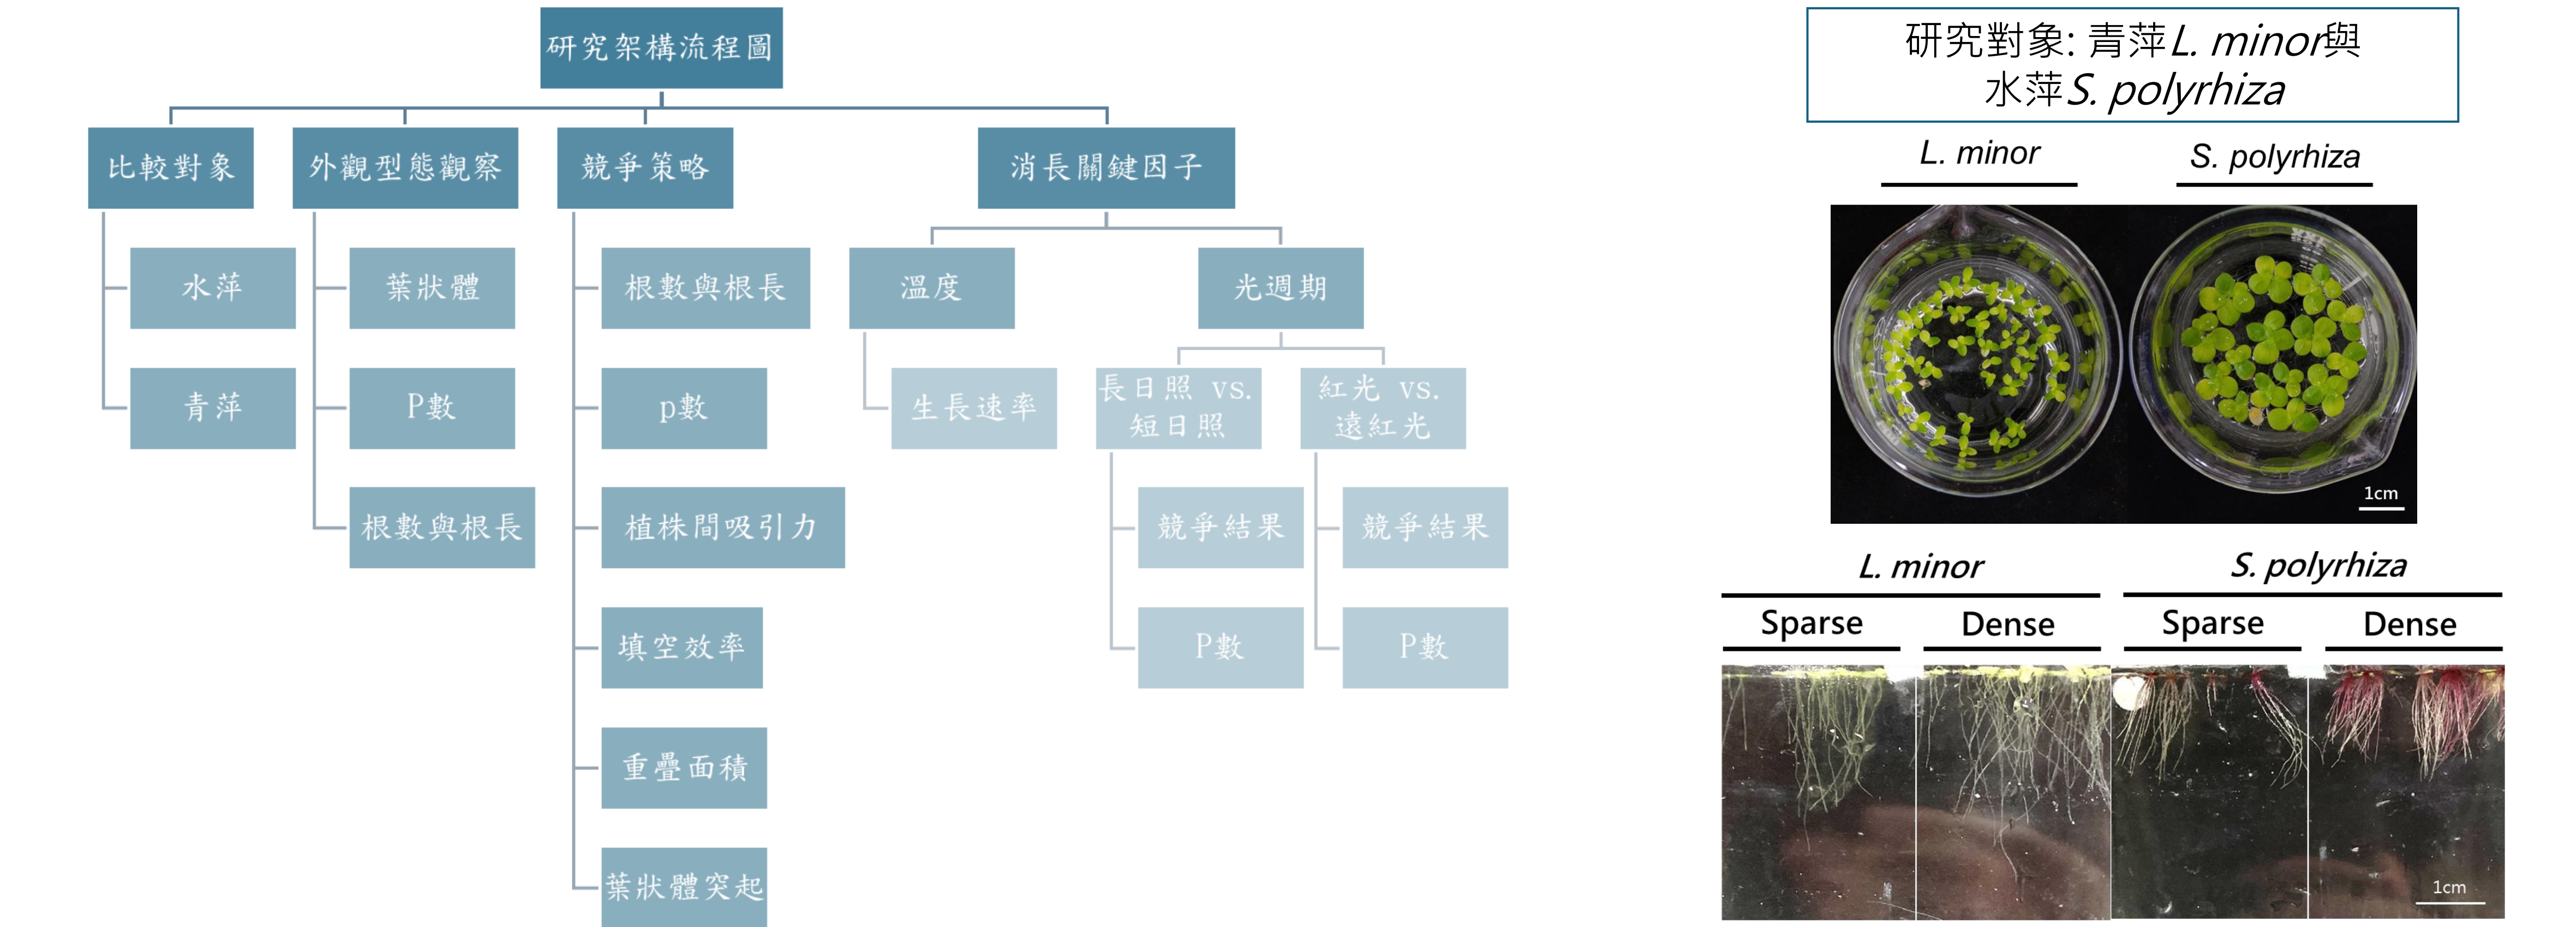 研究架構流程圖
比較對象
水萍
青萍
外觀型態觀察
葉狀體
P數
根數與根長
競爭策略
根數與根長
p數
植株間吸引力
填空效率
重疊面積
葉狀體突起
消長關鍵因子
溫度
生長速率
光週期
長日照 vs.
短日照
競爭結果
P數
紅光 vs.
遠紅光
競爭結果
P數
研究對象: 青萍L. minor與
水萍S. polyrhiza
L. minor
S. polyrhiza
1cm
L. minor
S. polyrhiza
Sparse
Dense
Sparse
Dense
1cm